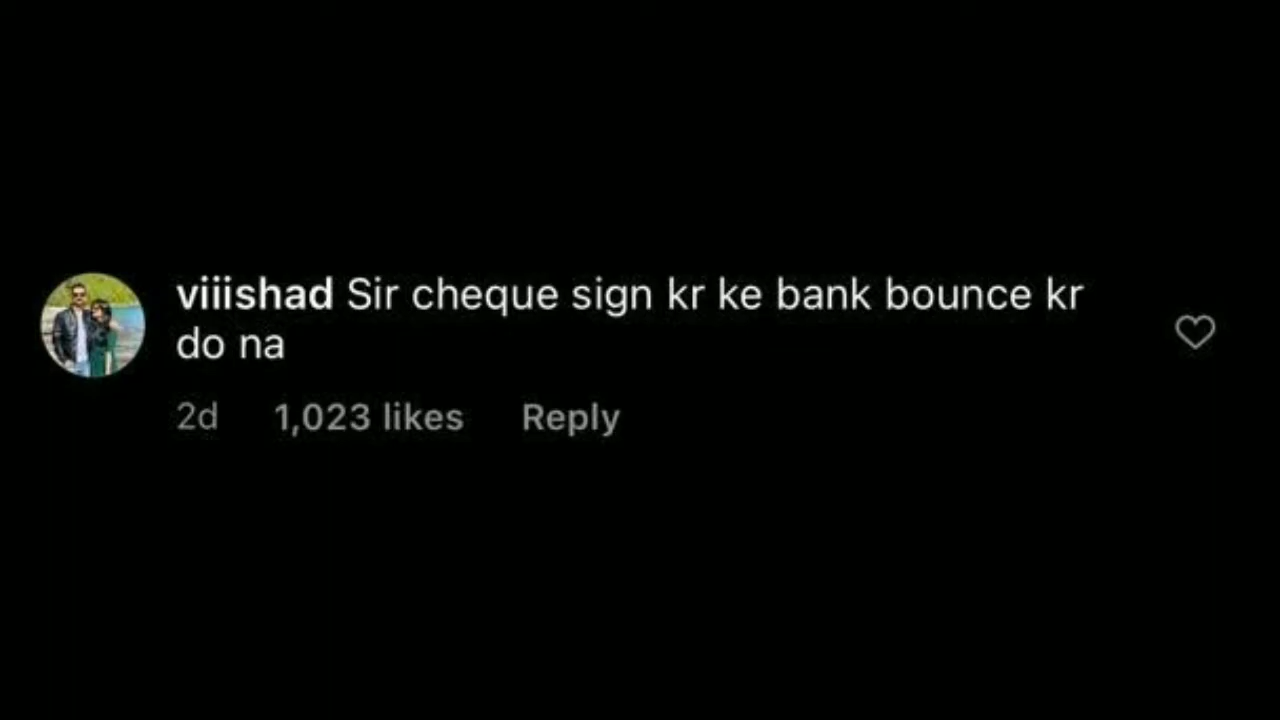 viiishad Sir cheque sign kr ke bank bounce kr
do na
2d 1,023 likes Reply